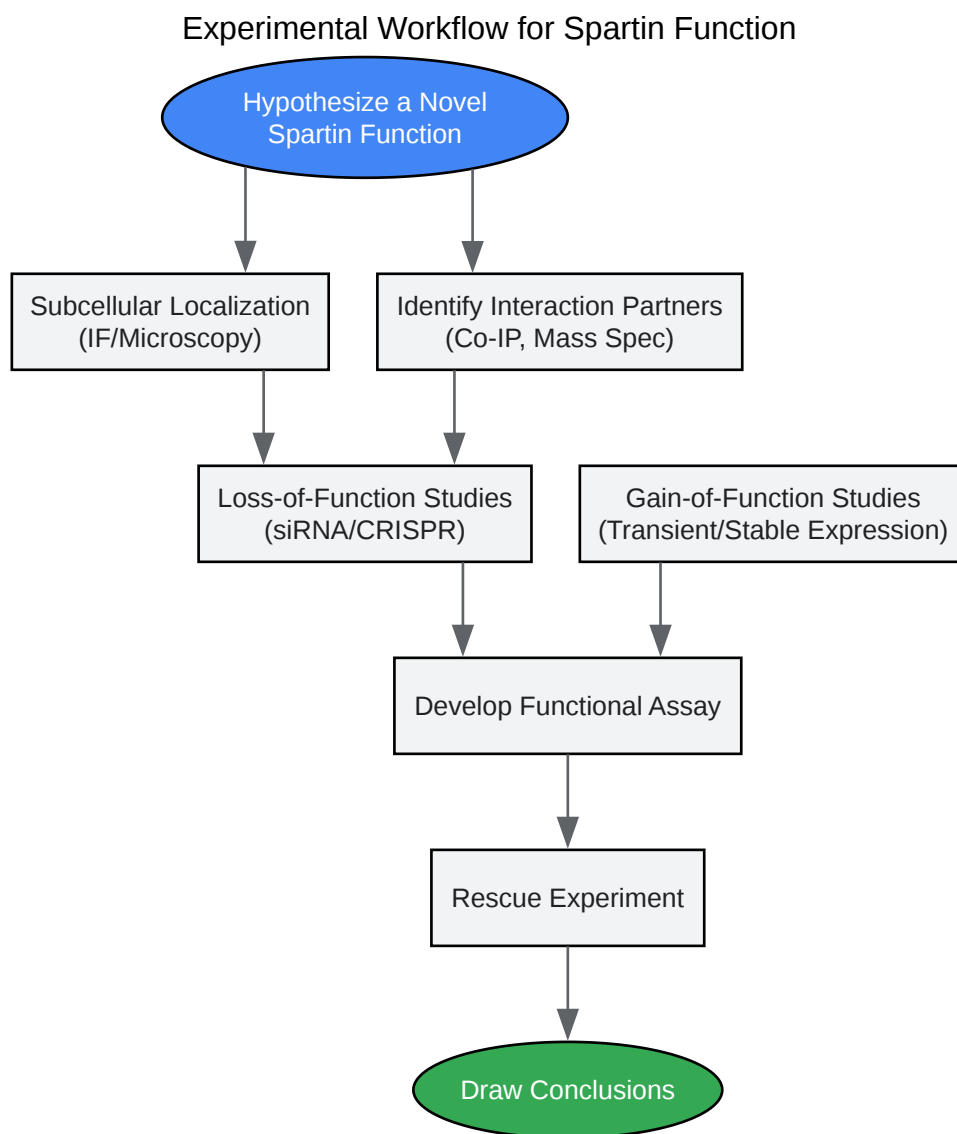 Experimental Workflow for Spartin Function
Hypothesize a Novel
Spartin Function
Subcellular Localization
(IF/Microscopy)
Identify Interaction Partners
(Co-IP, Mass Spec)
Loss-of-Function Studies
(siRNA/CRISPR)
Gain-of-Function Studies
(Transient/Stable Expression)
Develop Functional Assay
Rescue Experiment
Draw Conclusions